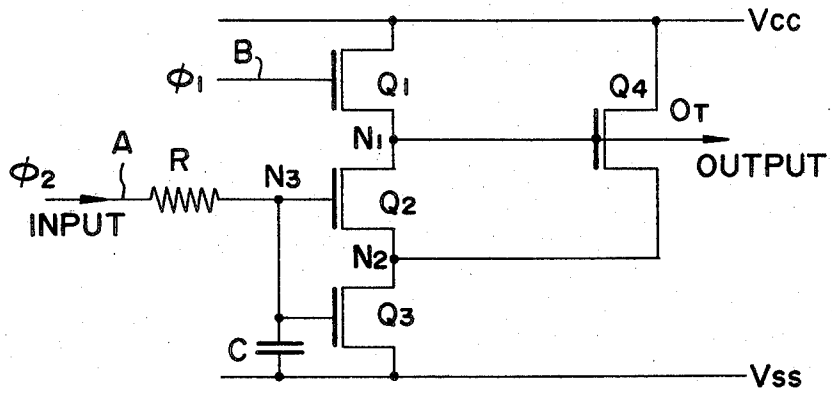 Vcc
B
Q1
Q4
φ1
OT
N1
A
R
OUTPUT
φ2
N3
Q2
INPUT
N2
Q3
C
Vss